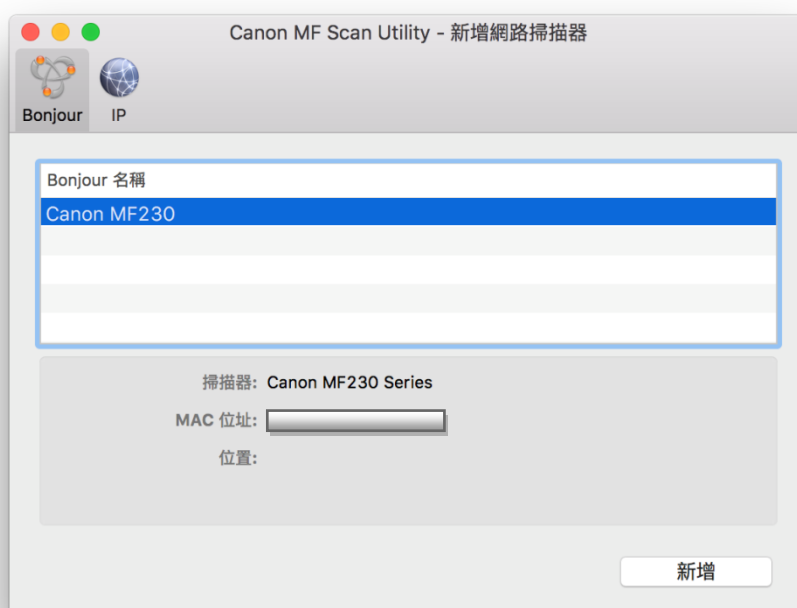 Canon MF Scan Utility - 新增網路掃描器
Bonjour IP
Bonjour 名稱
Canon MF230
掃描器: Canon MF230 Series
MAC 位址:
位置:
新增